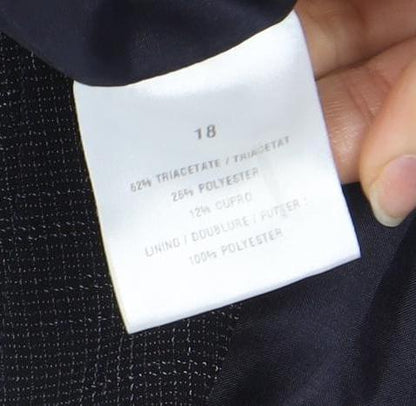 18
62% TRIACETATE / TRIACETAT
26% POLYESTER
12% CUPRO
LINING / DOUBLURE / FUTTER :
100% POLYESTER